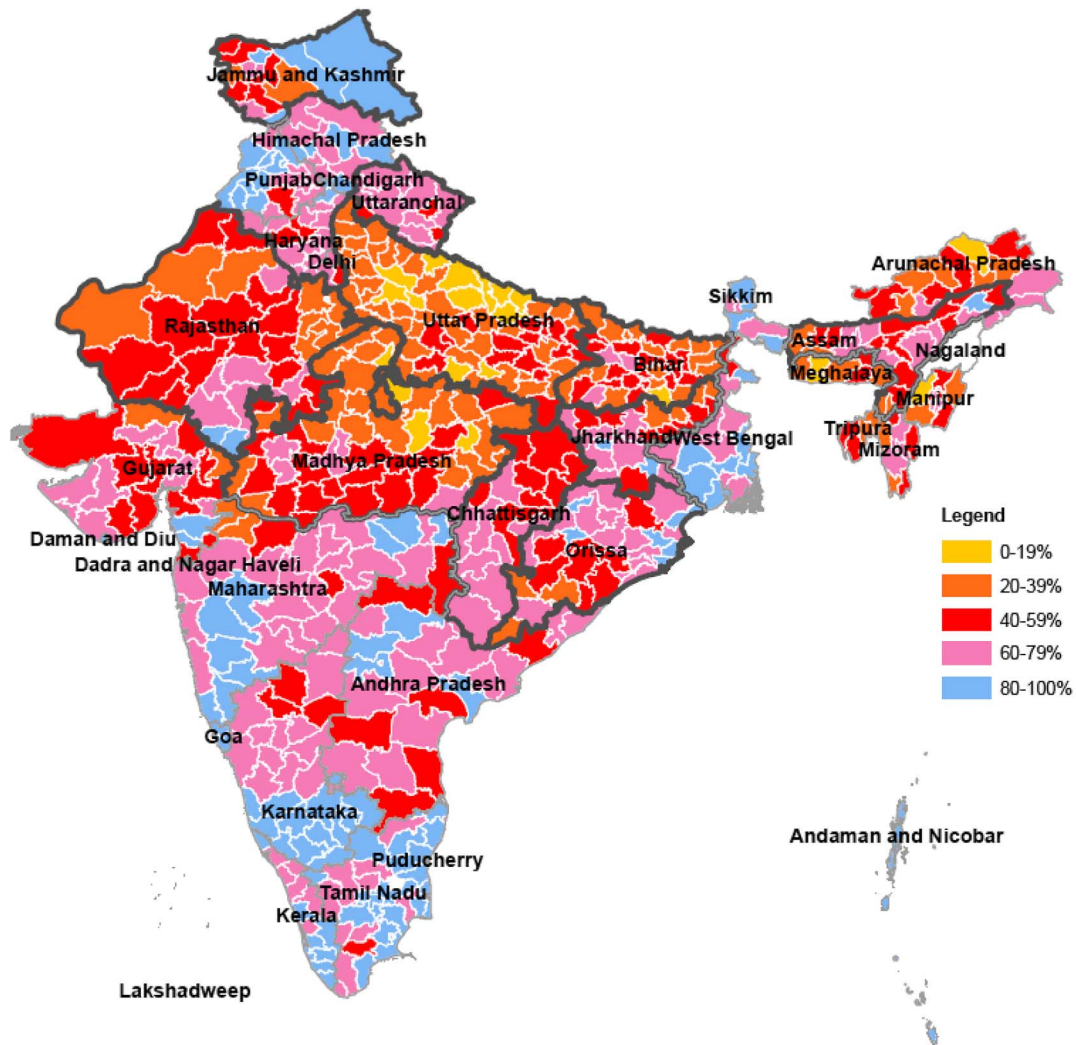 Jammu and Kashmir
Himachal Pradesh
Punjab
Chandigarh
Uttaranchal
Haryana
Delhi
Arunachal Pradesh
Sikkim
Rajasthan
Uttar Pradesh
Assam
Nagaland
Bihar
Meghalaya
Manipur
Tripura
Mizoram
Jharkhand
West Bengal
Gujarat
Madhya Pradesh
Chhattisgarh
Daman and Diu
Orissa
Dadra and Nagar Haveli
Maharashtra
Legend
0-19%
20-39%
40-59%
60-79%
80-100%
Andhra Pradesh
Goa
Karnataka
Andaman and Nicobar
Puducherry
Tamil Nadu
Kerala
Lakshadweep